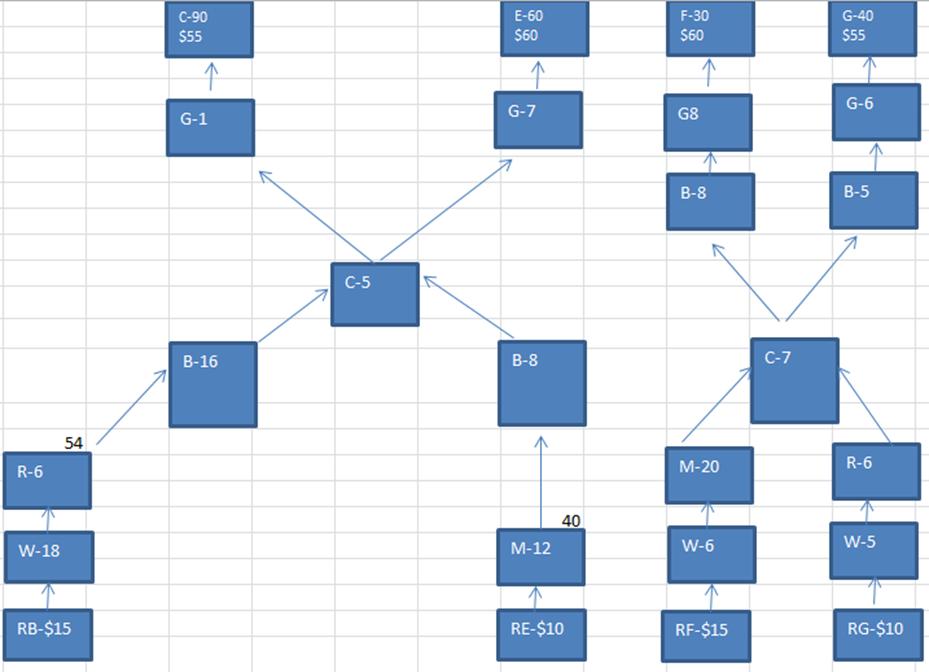 C-90
$55
E-60
$60
F-30
$60
G-40
$55
G-1
G-7
G8
G-6
B-8
B-5
C-5
B-16
B-8
C-7
54
R-6
M-20
R-6
40
W-18
M-12
W-6
W-5
RB-$15
RE-$10
RF-$15
RG-$10